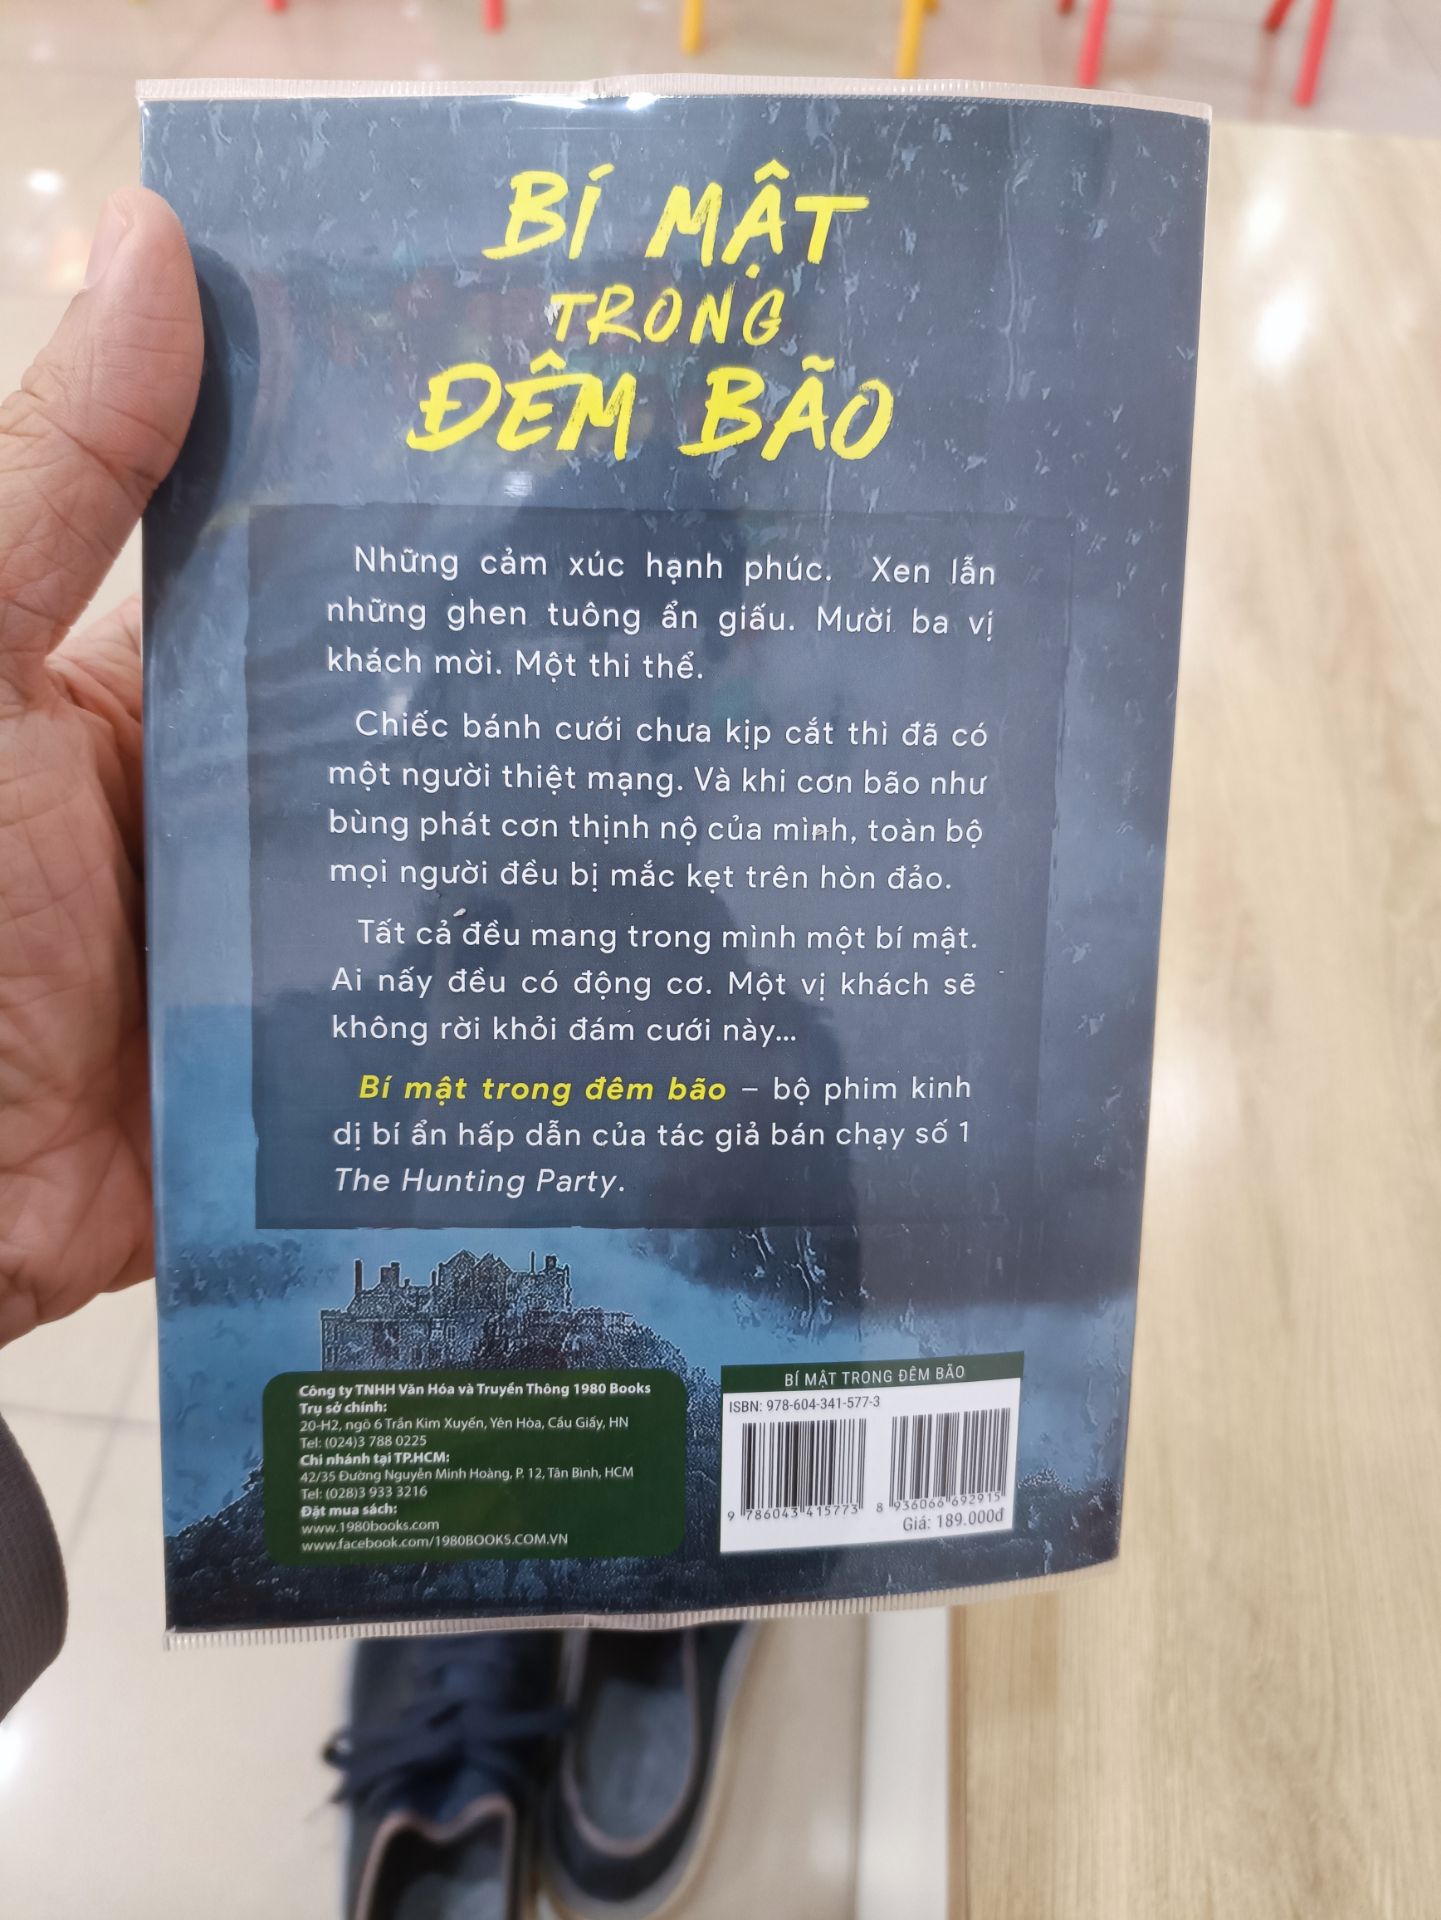 BÍ MẬT
TRONG
ĐÊM BÃO
Những cảm xúc hạnh phúc. Xen lẫn
những ghen tuông ẩn giấu. Mười ba vị
khách mời. Một thi thể.
Chiếc bánh cưới chưa kịp cắt thì đã có
một người thiệt mạng. Và khi cơn bão như
bùng phát cơn thịnh nộ của mình, toàn bộ
mọi người đều bị mắc kẹt trên hòn đảo.
Tất cả đều mang trong mình một bí mật.
Ai nấy đều có động cơ. Một vị khách sẽ
không rời khỏi đám cưới này...
Bí mật trong đêm bão – bộ phim kinh
dị bí ẩn hấp dẫn của tác giả bán chạy số 1
The Hunting Party.
Công ty TNHH Văn Hóa và Truyền Thông 1980 Books
Trụ sở chính:
20-H2, ngõ 6 Trần Kim Xuyến, Yên Hòa, Cầu Giấy, HN
Tel: (024)3 788 0225
Chi nhánh tại TP.HCM:
42/35 Đường Nguyễn Minh Hoàng, P. 12, Tân Bình, HCM
Tel: (028)3 933 3216
Đặt mua sách:
www.1980books.com
www.facebook.com/1980BOOKS.COM.VN
BÍ MẬT TRONG ĐÊM BÃO
ISBN: 978-604-341-577-3
9 786043 415773
8 936066 692915
Giá: 189.000đ